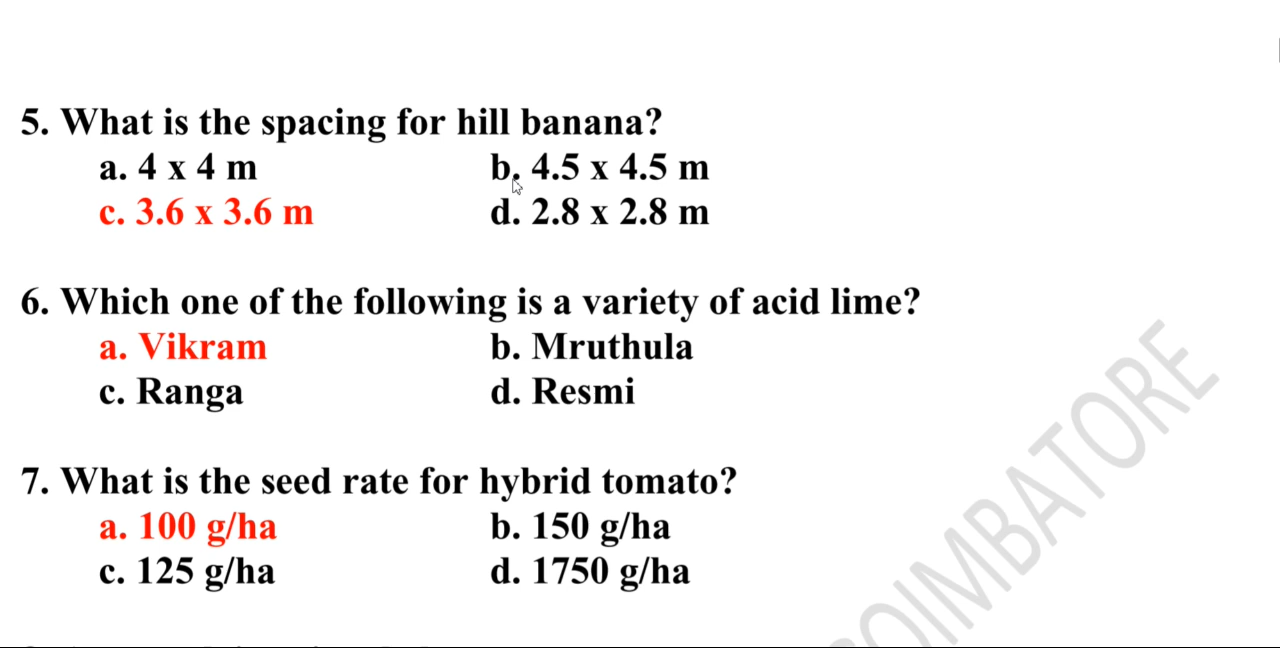 5. What is the spacing for hill banana?
a. 4 x 4 m b. 4.5 x 4.5 m
c. 3.6 x 3.6 m d. 2.8 x 2.8 m
6. Which one of the following is a variety of acid lime?
a. Vikram b. Mruthula
c. Ranga d. Resmi
7. What is the seed rate for hybrid tomato?
a. 100 g/ha b. 150 g/ha
c. 125 g/ha d. 1750 g/ha
OIMBATORE